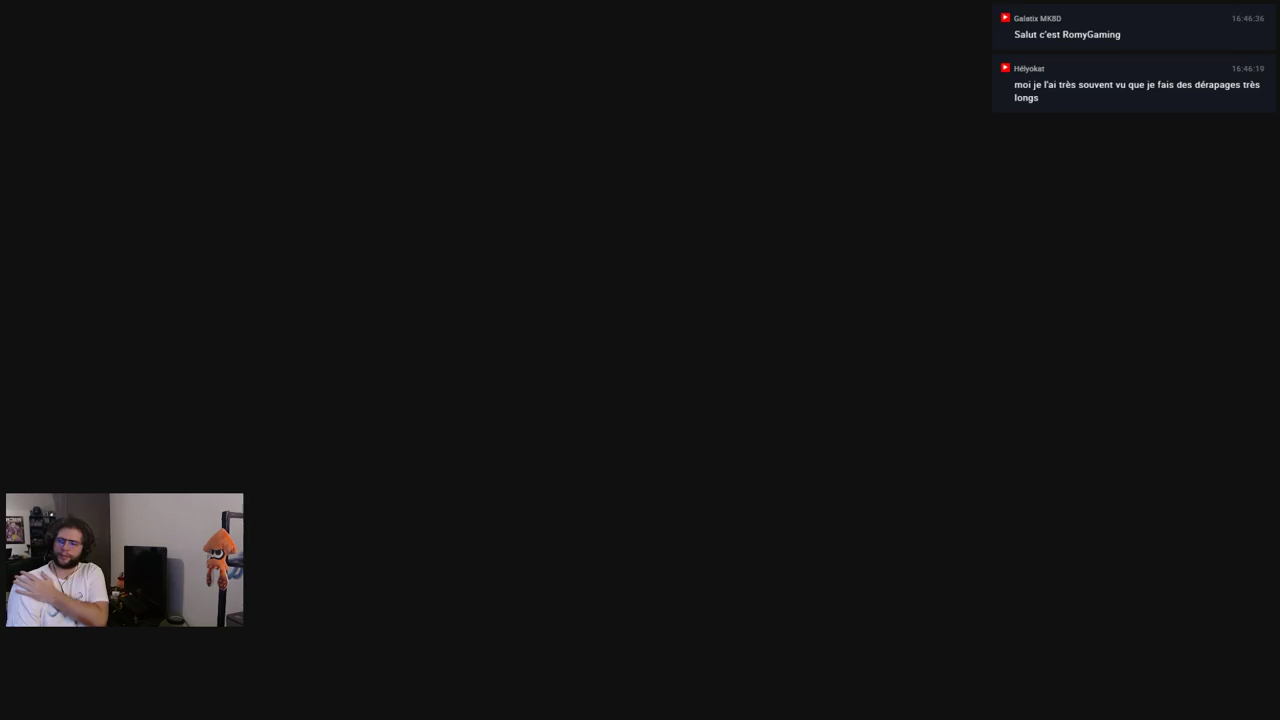 Galatix MK8D 16:46:36
Salut c'est RomyGaming
Hélyokat 16:46:19
moi je l'ai très souvent vu que je fais des dérapages très
longs